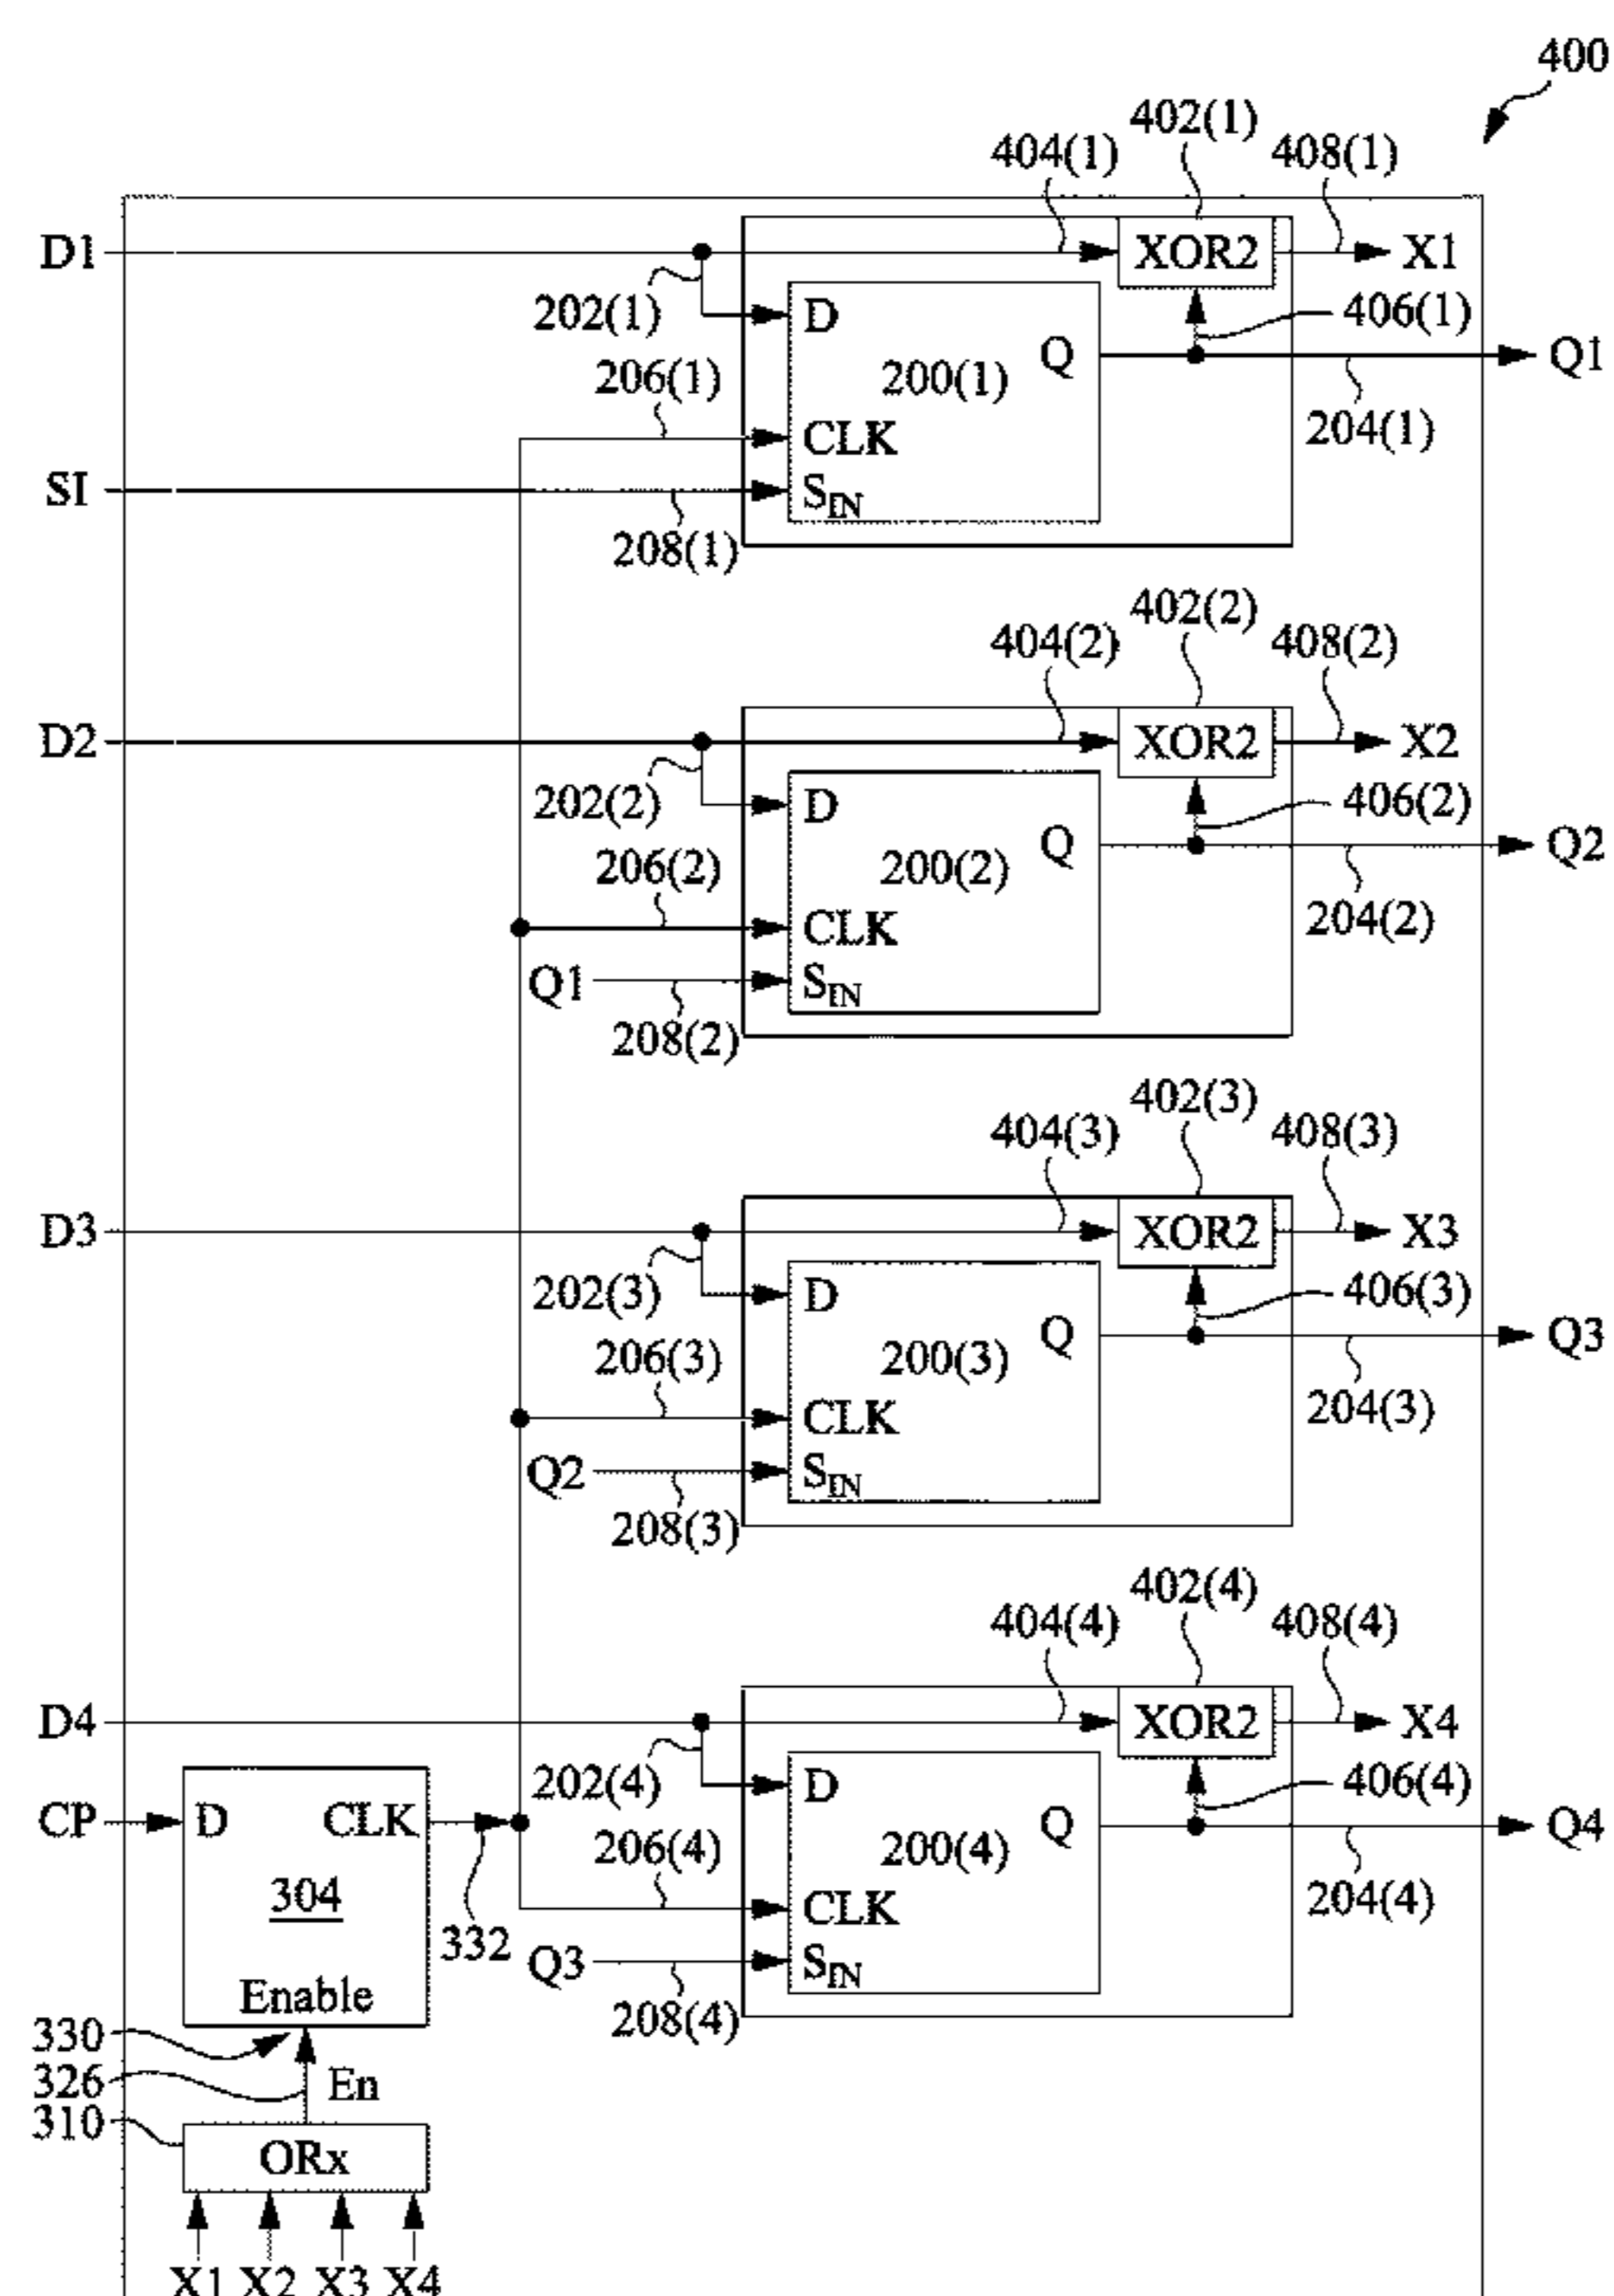 400
402(1)
404(1) 408(1)
D1 XOR2 X1
202(1) D 406(1)
Q Q1
206(1) 200(1)
204(1)
CLK
SI S_IN
208(1)
402(2)
404(2) 408(2)
D2 XOR2 X2
202(2) D 406(2)
Q Q2
206(2) 200(2)
204(2)
CLK
Q1 S_IN
208(2)
402(3)
404(3) 408(3)
D3 XOR2 X3
202(3) D 406(3)
Q Q3
206(3) 200(3)
204(3)
CLK
Q2 S_IN
208(3)
402(4)
404(4) 408(4)
D4 XOR2 X4
202(4) D 406(4)
CP D CLK Q Q4
206(4) 200(4)
304 204(4)
CLK
332
Q3 S_IN
Enable
208(4)
330
326 En
310
ORx
X1 X2 X3 X4